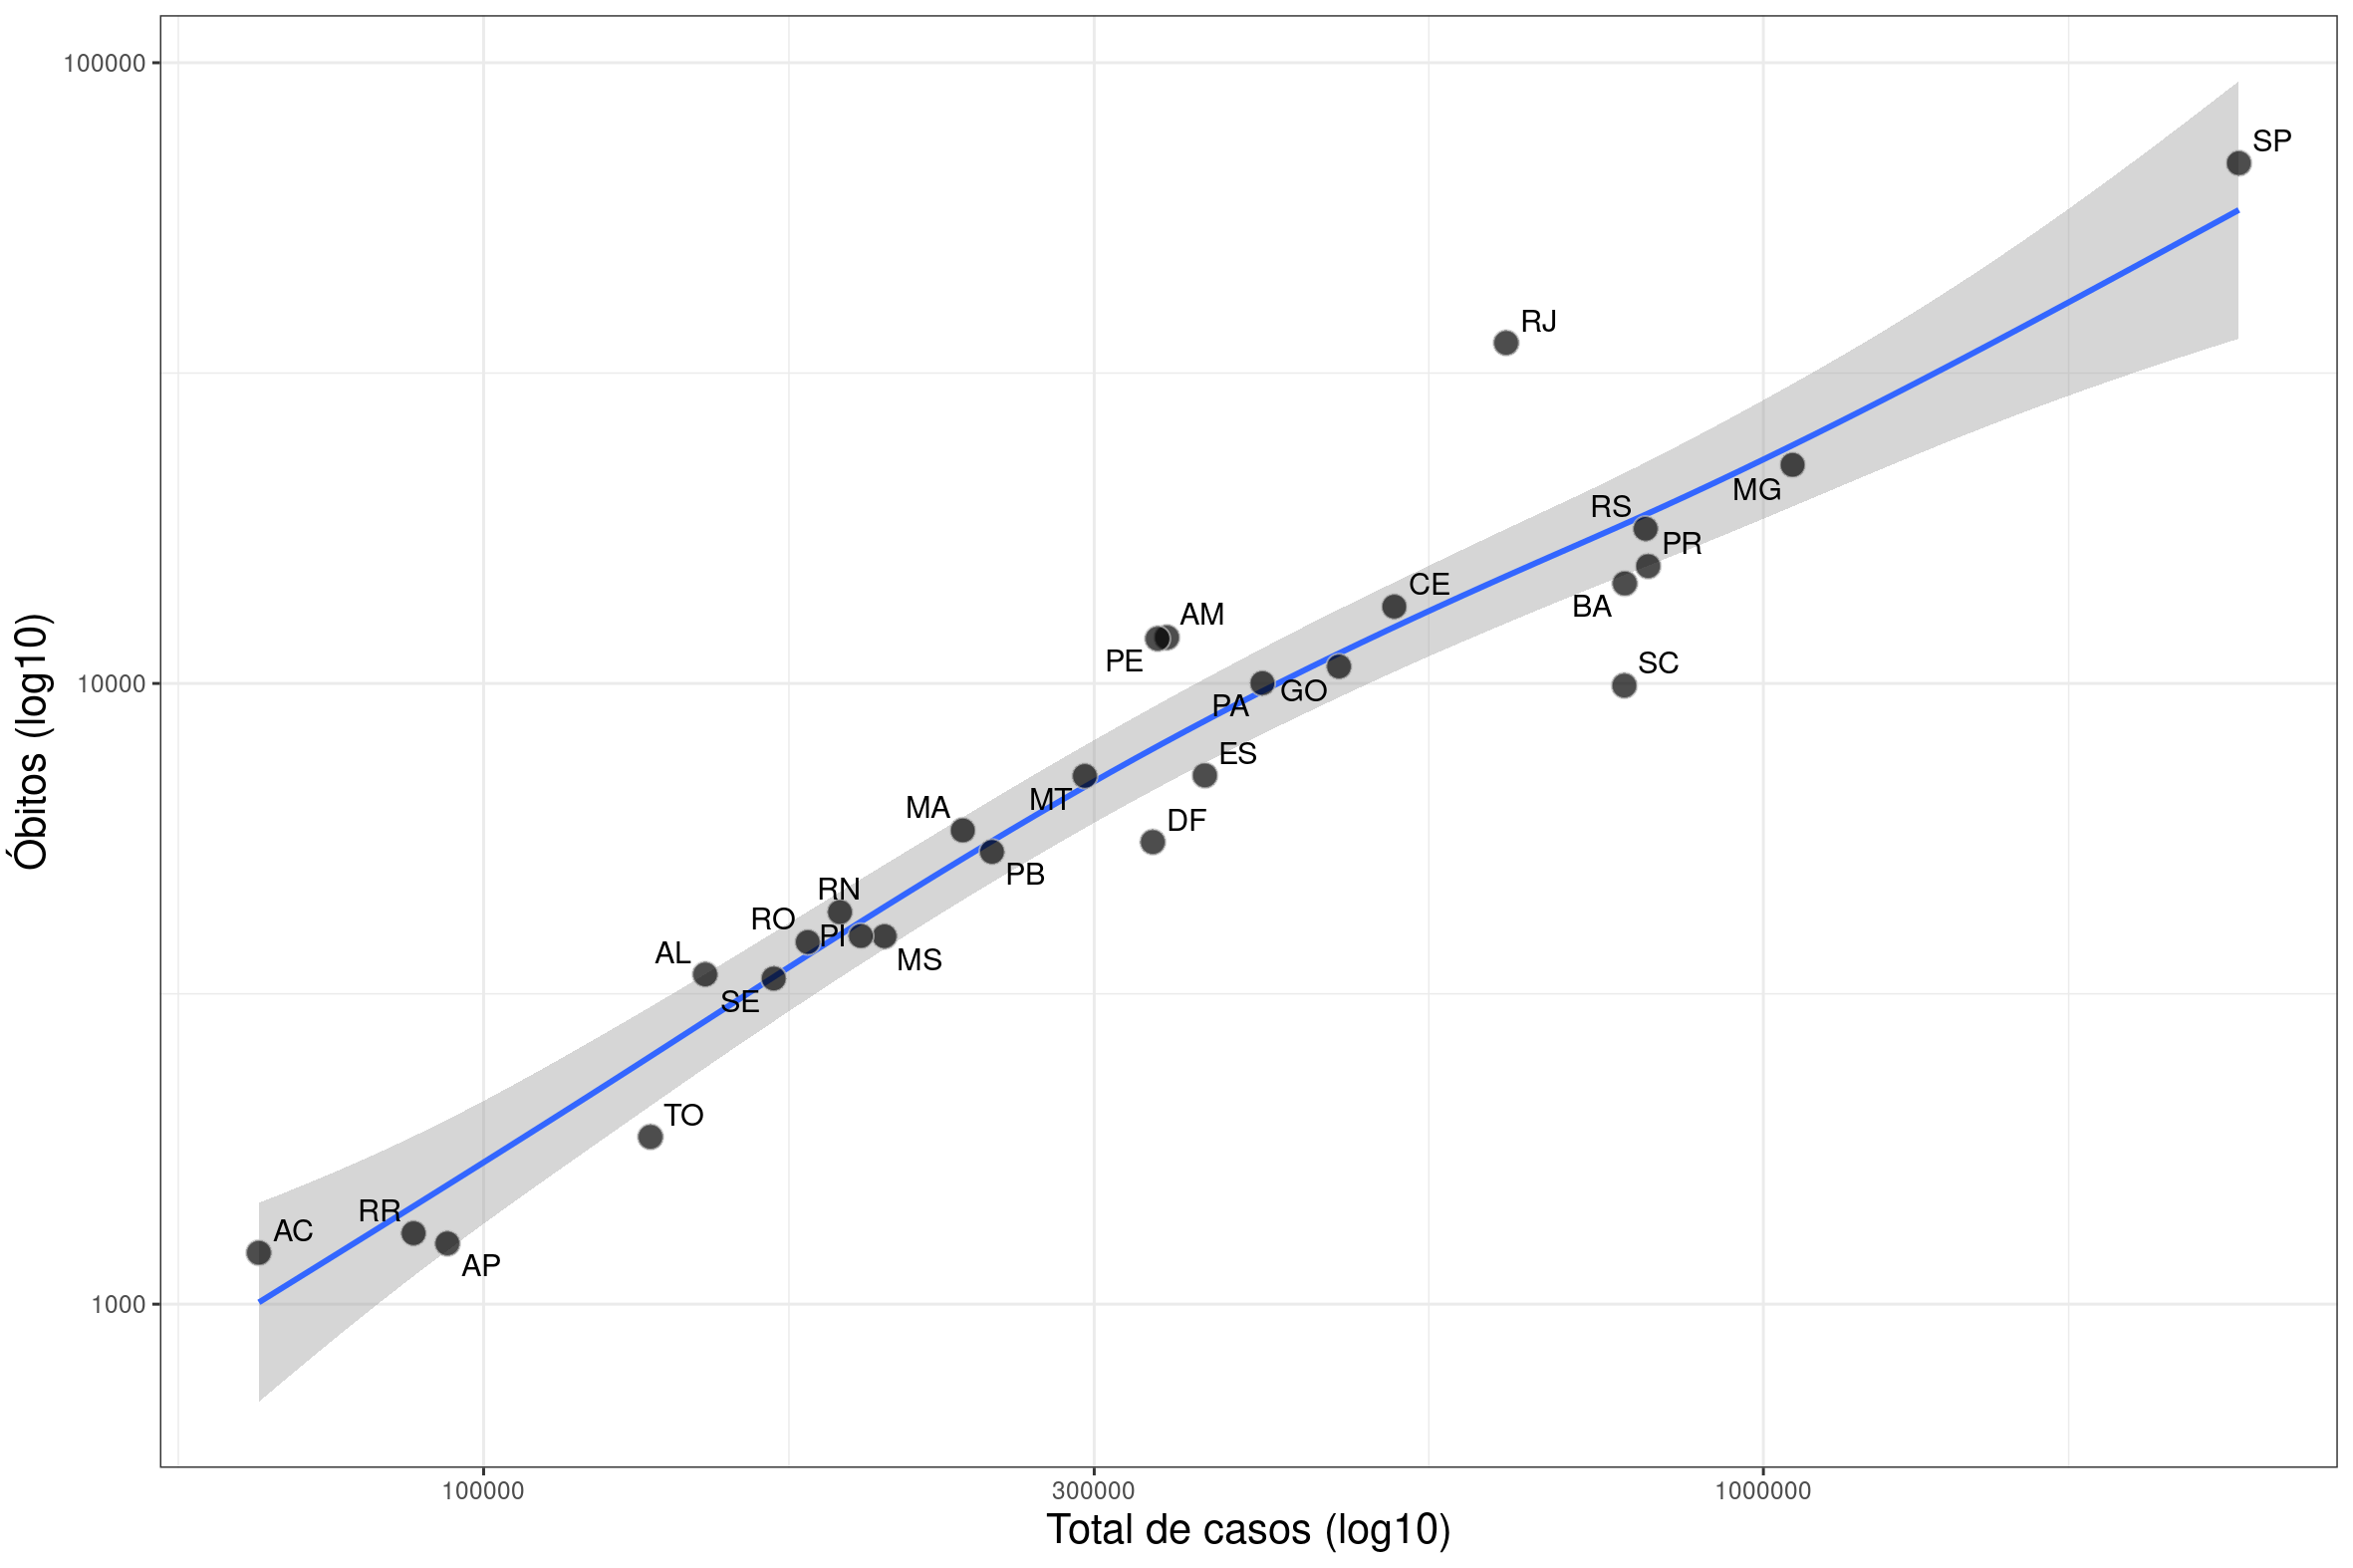 100000
SP
RJ
RS
MG
PR
CE
BA
AM
PE
SC
10000
GO
PA
ES
MT
MA
DF
PB
RN
RO
PI
MS
AL
SE
TO
RR
AC
AP
1000
100000
300000
1000000
Total de casos (log10)
Óbitos (log10)